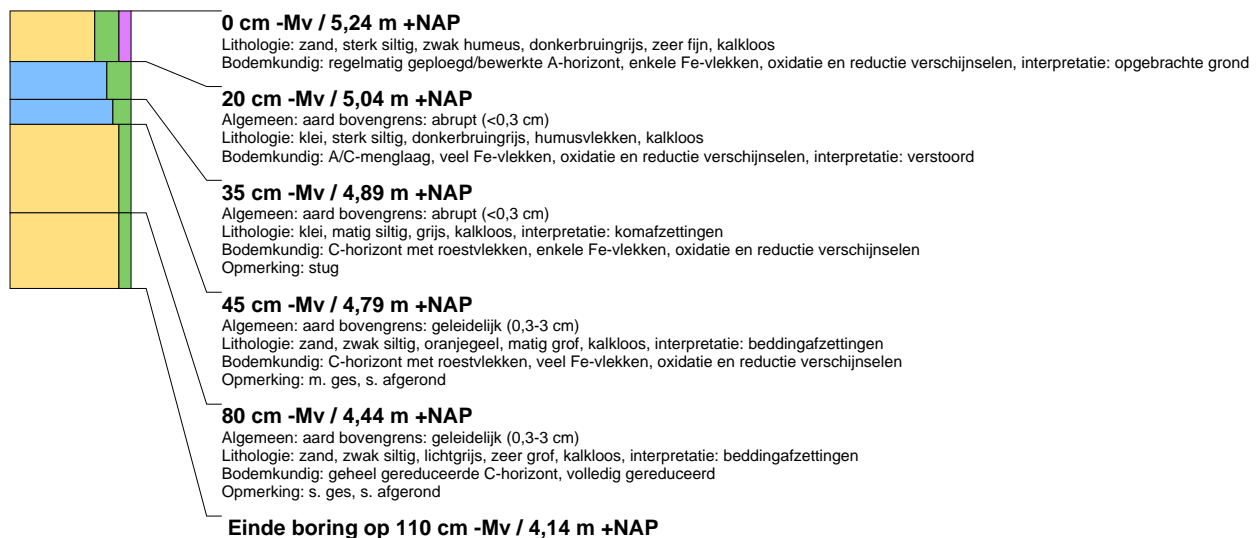 0 cm -Mv / 5,24 m +NAP
Lithologie: zand, sterk siltig, zwak humeus, donkerbruingrijs, zeer fijn, kalkloos
Bodemkundig: regelmatig geploegd/bewerkte A-horizont, enkele Fe-vlekken, oxidatie en reductie verschijnselen, interpretatie: opgebrachte grond
20 cm -Mv / 5,04 m +NAP
Algemeen: aard bovengrens: abrupt (<0,3 cm)
Lithologie: klei, sterk siltig, donkerbruingrijs, humusvlekken, kalkloos
Bodemkundig: A/C-menglaag, veel Fe-vlekken, oxidatie en reductie verschijnselen, interpretatie: verstoord
35 cm -Mv / 4,89 m +NAP
Algemeen: aard bovengrens: abrupt (<0,3 cm)
Lithologie: klei, matig siltig, grijs, kalkloos, interpretatie: komafzettingen
Bodemkundig: C-horizont met roestvlekken, enkele Fe-vlekken, oxidatie en reductie verschijnselen
Opmerking: stug
45 cm -Mv / 4,79 m +NAP
Algemeen: aard bovengrens: geleidelijk (0,3-3 cm)
Lithologie: zand, zwak siltig, oranjegeel, matig grof, kalkloos, interpretatie: beddingafzettingen
Bodemkundig: C-horizont met roestvlekken, veel Fe-vlekken, oxidatie en reductie verschijnselen
Opmerking: m. ges, s. afgerond
80 cm -Mv / 4,44 m +NAP
Algemeen: aard bovengrens: geleidelijk (0,3-3 cm)
Lithologie: zand, zwak siltig, lichtgrijs, zeer grof, kalkloos, interpretatie: beddingafzettingen
Bodemkundig: geheel gereduceerde C-horizont, volledig gereduceerd
Opmerking: s. ges, s. afgerond
Einde boring op 110 cm -Mv / 4,14 m +NAP